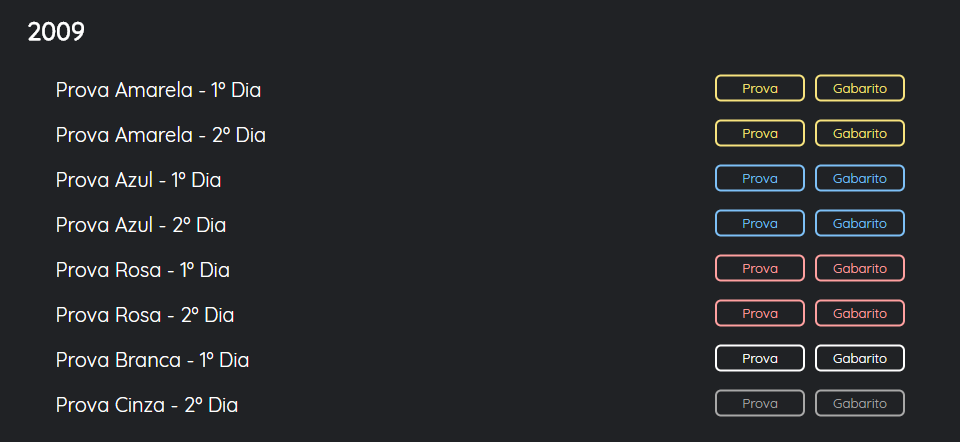 2009
Prova Amarela - 1º Dia Prova Gabarito
Prova Amarela - 2º Dia Prova Gabarito
Prova Azul - 1º Dia Prova Gabarito
Prova Azul - 2º Dia Prova Gabarito
Prova Rosa - 1º Dia Prova Gabarito
Prova Rosa - 2º Dia Prova Gabarito
Prova Branca - 1º Dia Prova Gabarito
Prova Cinza - 2º Dia Prova Gabarito